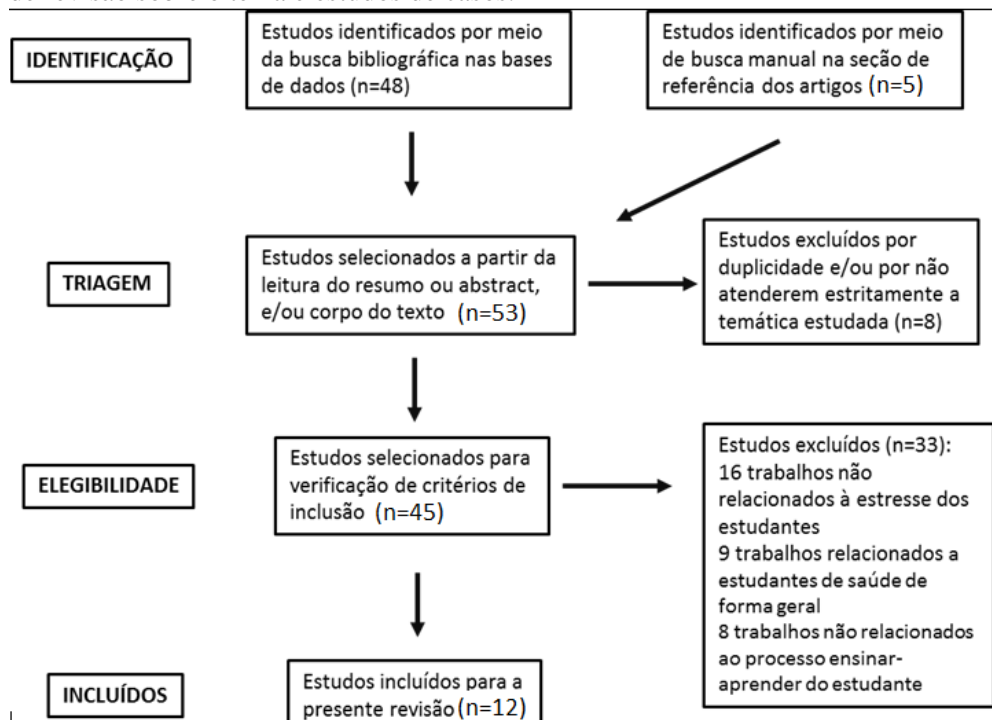 IDENTIFICAÇÃO
Estudos identificados por meio
da busca bibliográfica nas bases
de dados (n=48)
Estudos identificados por meio
de busca manual na seção de
referência dos artigos (n=5)
TRIAGEM
Estudos selecionados a partir da
leitura do resumo ou abstract,
e/ou corpo do texto (n=53)
Estudos excluídos por
duplicidade e/ou por não
atenderem estritamente a
temática estudada (n=8)
ELEGIBILIDADE
Estudos selecionados para
verificação de critérios de
inclusão (n=45)
Estudos excluídos (n=33):
16 trabalhos não
relacionados à estresse dos
estudantes
9 trabalhos relacionados a
estudantes de saúde de
forma geral
8 trabalhos não relacionados
ao processo ensinar-
aprender do estudante
INCLUÍDOS
Estudos incluídos para a
presente revisão (n=12)